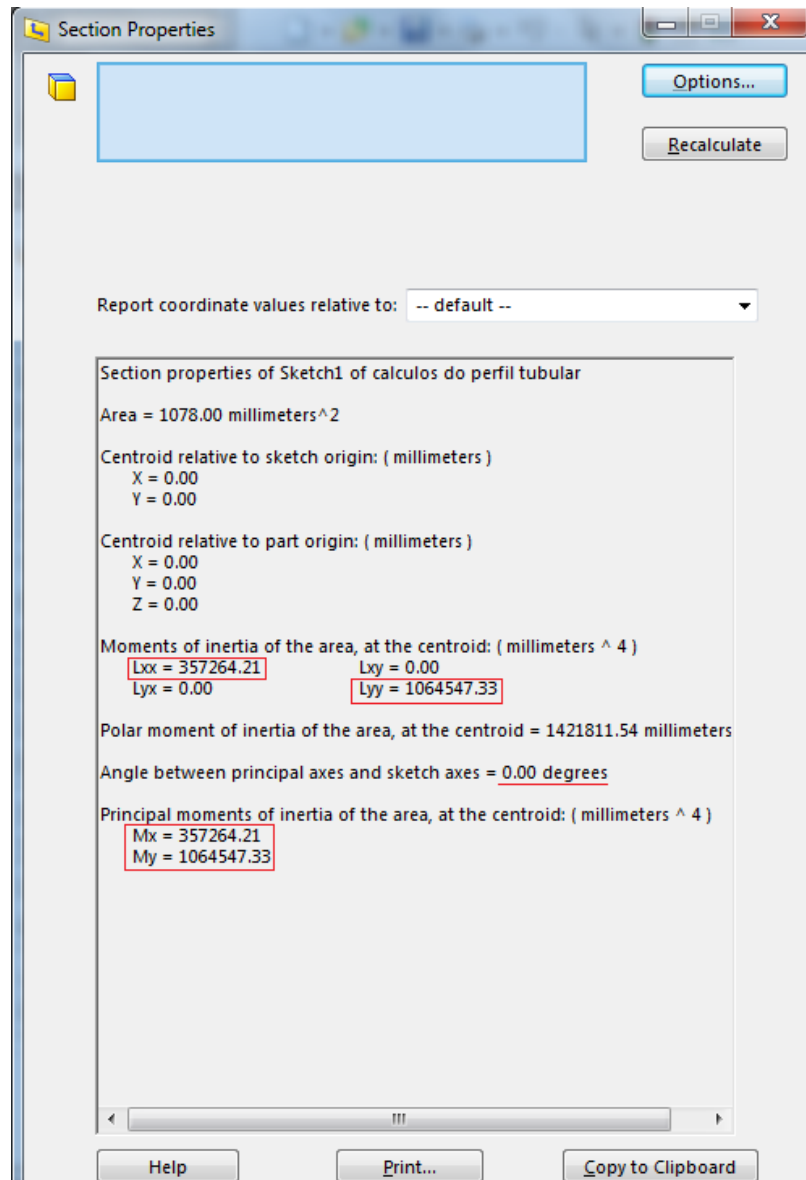 Section Properties
Options...
Recalculate
Report coordinate values relative to: -- default --
Section properties of Sketch1 of calculos do perfil tubular
Area = 1078.00 millimeters^2
Centroid relative to sketch origin: ( millimeters )
X = 0.00
Y = 0.00
Centroid relative to part origin: ( millimeters )
X = 0.00
Y = 0.00
Z = 0.00
Moments of inertia of the area, at the centroid: ( millimeters ^ 4 )
Lxx = 357264.21 Lxy = 0.00
Lyx = 0.00 Lyy = 1064547.33
Polar moment of inertia of the area, at the centroid = 1421811.54 millimeters
Angle between principal axes and sketch axes = 0.00 degrees
Principal moments of inertia of the area, at the centroid: ( millimeters ^ 4 )
Mx = 357264.21
My = 1064547.33
Help Print... Copy to Clipboard